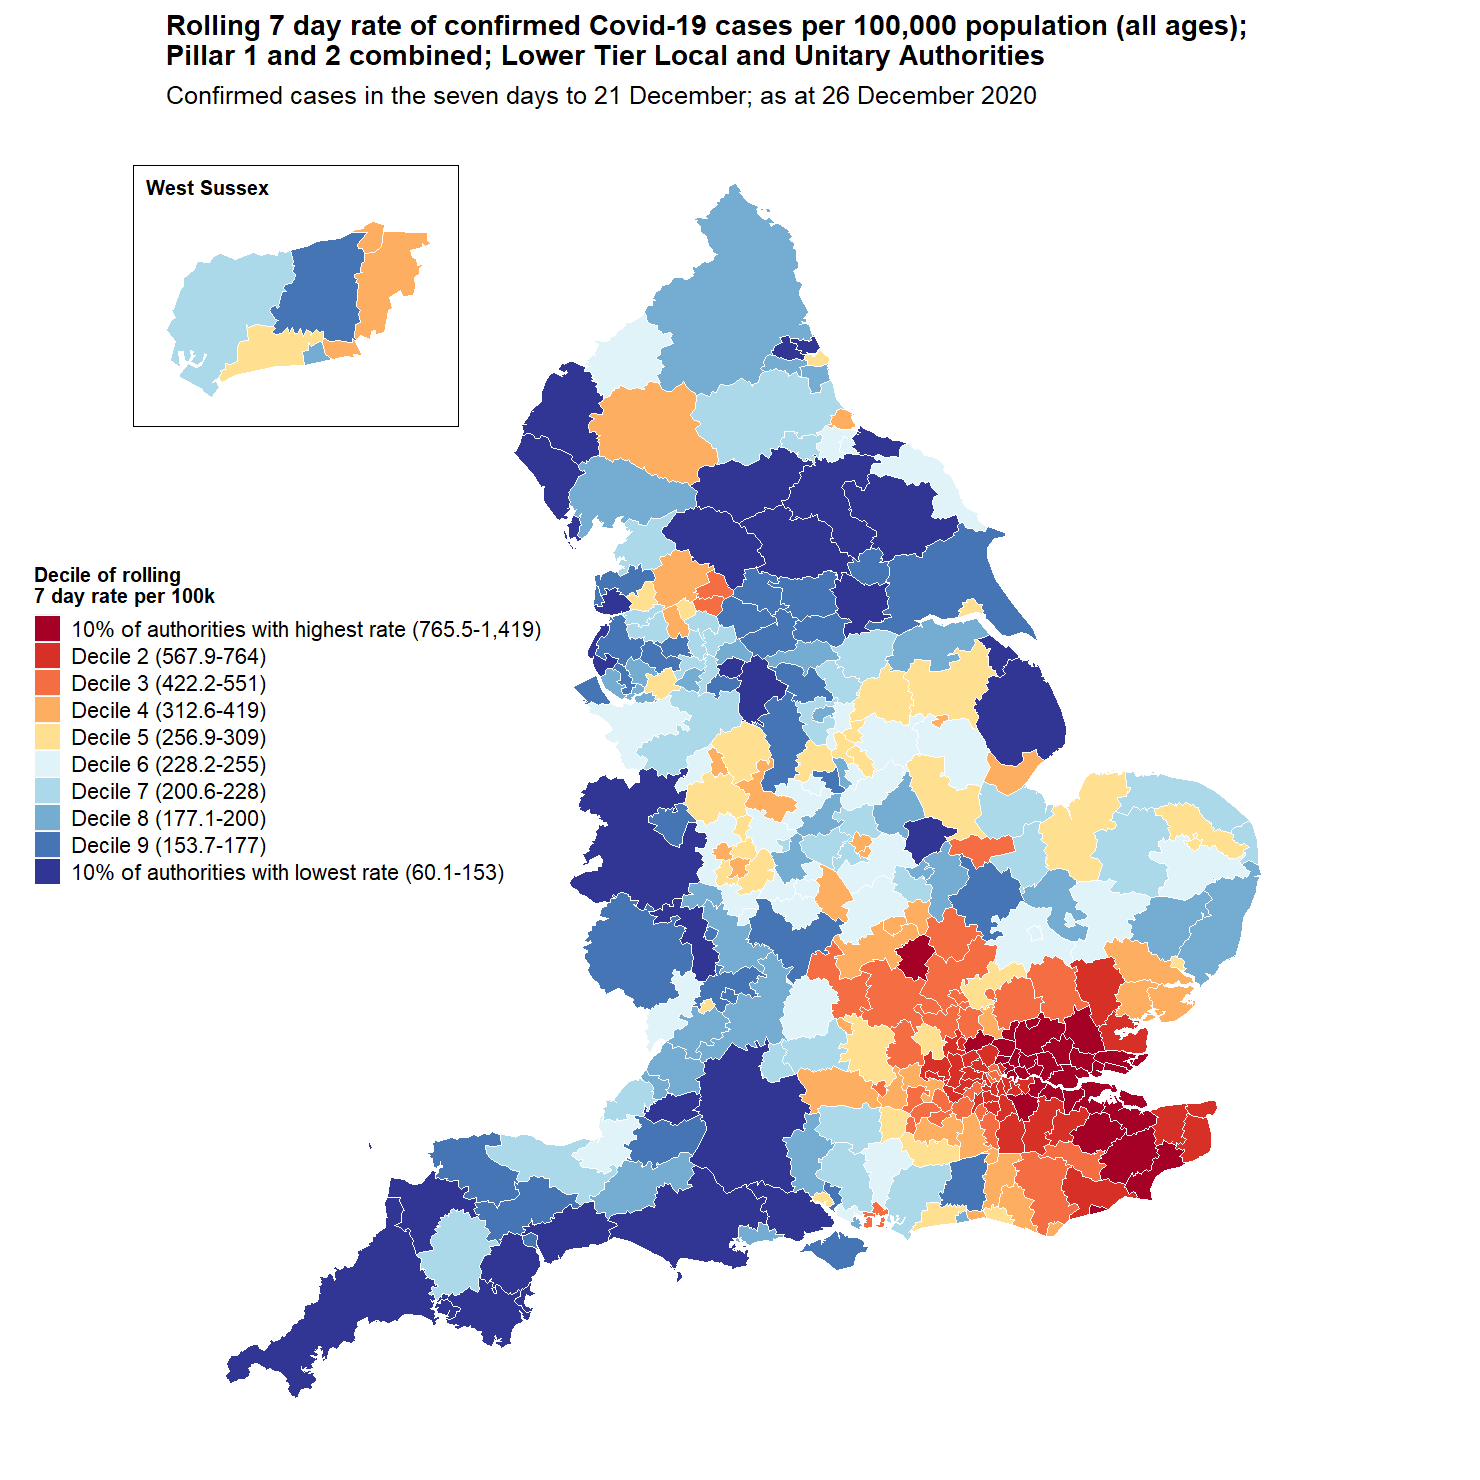 Rolling 7 day rate of confirmed Covid-19 cases per 100,000 population (all ages);
Pillar 1 and 2 combined; Lower Tier Local and Unitary Authorities
Confirmed cases in the seven days to 21 December; as at 26 December 2020
West Sussex
Decile of rolling
7 day rate per 100k
10% of authorities with highest rate (765.5-1,419)
Decile 2 (567.9-764)
Decile 3 (422.2-551)
Decile 4 (312.6-419)
Decile 5 (256.9-309)
Decile 6 (228.2-255)
Decile 7 (200.6-228)
Decile 8 (177.1-200)
Decile 9 (153.7-177)
10% of authorities with lowest rate (60.1-153)